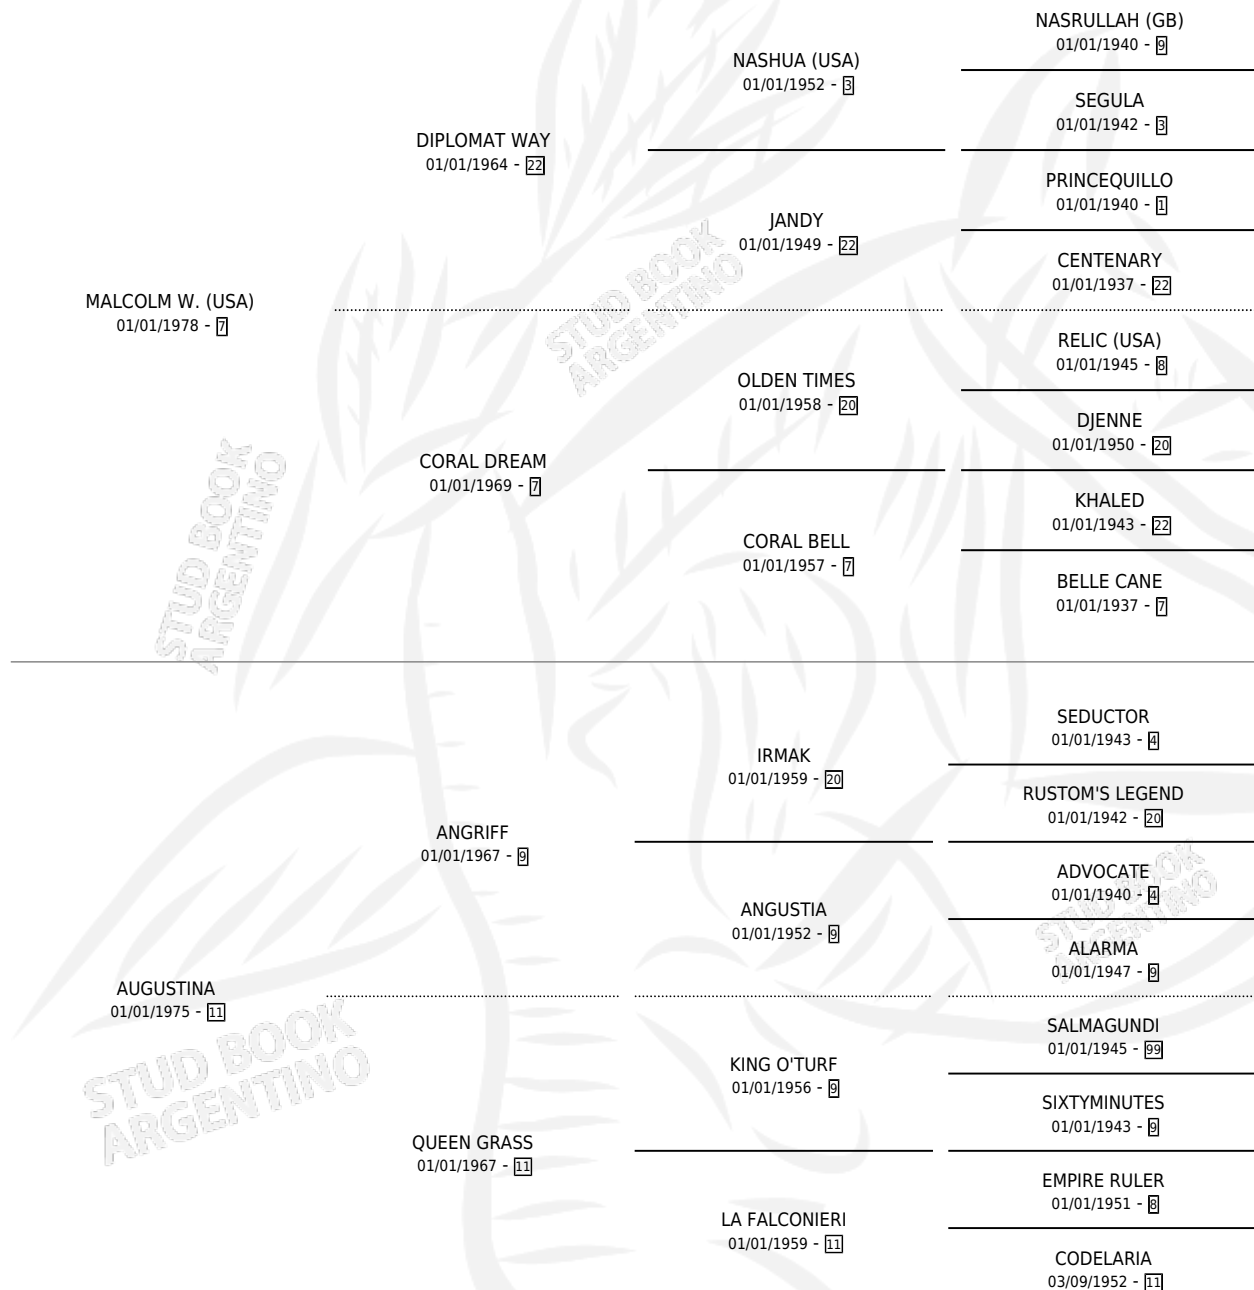 NASRULLAH (GB)
01/01/1940 - 9
NASHUA (USA)
01/01/1952 - 3
SEGULA
01/01/1942 - 3
DIPLOMAT WAY
01/01/1964 - 22
PRINCEQUILLO
01/01/1940 - 1
JANDY
01/01/1949 - 22
CENTENARY
01/01/1937 - 22
MALCOLM W. (USA)
01/01/1978 - 7
RELIC (USA)
01/01/1945 - 8
OLDEN TIMES
01/01/1958 - 20
DJENNE
01/01/1950 - 20
CORAL DREAM
01/01/1969 - 7
KHALED
01/01/1943 - 22
CORAL BELL
01/01/1957 - 7
BELLE CANE
01/01/1937 - 7
SEDUCTOR
01/01/1943 - 4
IRMAK
01/01/1959 - 20
RUSTOM'S LEGEND
01/01/1942 - 20
ANGRIFF
01/01/1967 - 9
ADVOCATE
01/01/1940 - 4
ANGUSTIA
01/01/1952 - 9
ALARMA
01/01/1947 - 9
AUGUSTINA
01/01/1975 - 11
SALMAGUNDI
01/01/1945 - 99
KING O'TURF
01/01/1956 - 9
SIXTYMINUTES
01/01/1943 - 9
QUEEN GRASS
01/01/1967 - 11
EMPIRE RULER
01/01/1951 - 8
LA FALCONIERI
01/01/1959 - 11
CODELARIA
03/09/1952 - 11
STUD BOOK
ARGENTINO
STUD BOOK
ARGENTINO
STUD BOOK
ARGENTINO
STUD BOOK
ARGENTINO